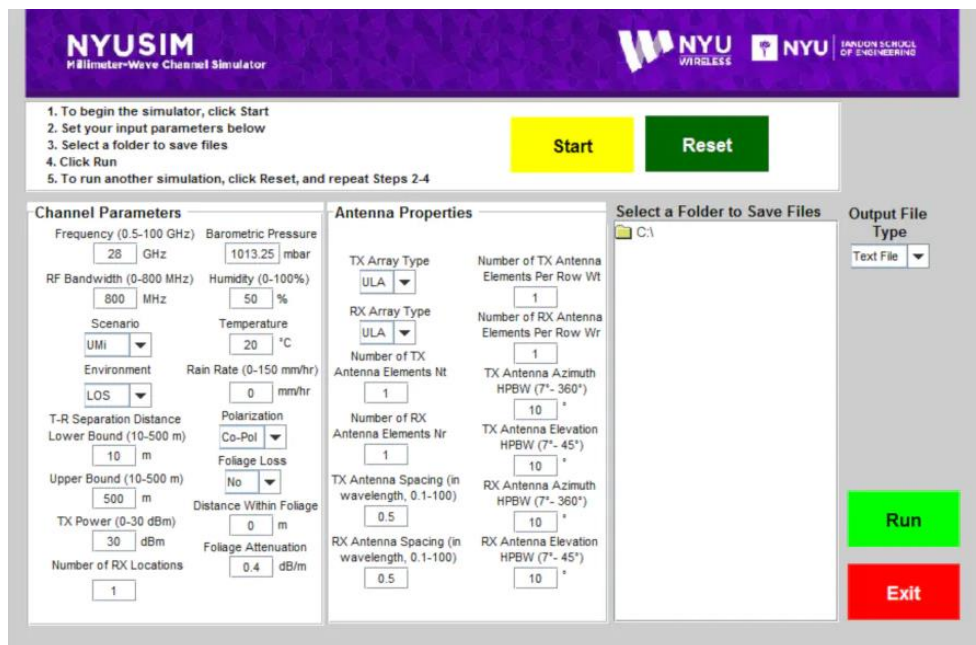 NYUSIM
Millimeter-Wave Channel Simulator
NYU
WIRELESS
NYU
TANDON SCHOOL
OF ENGINEERING
1. To begin the simulator, click Start
2. Set your input parameters below
3. Select a folder to save files
4. Click Run
5. To run another simulation, click Reset, and repeat Steps 2-4
Start
Reset
Channel Parameters
Frequency (0.5-100 GHz)
28 GHz
RF Bandwidth (0-800 MHz)
800 MHz
Scenario
UMi
Environment
LOS
T-R Separation Distance
Lower Bound (10-500 m)
10 m
Upper Bound (10-500 m)
500 m
TX Power (0-30 dBm)
30 dBm
Number of RX Locations
1
Barometric Pressure
1013.25 mbar
Humidity (0-100%)
50 %
Temperature
20 °C
Rain Rate (0-150 mm/hr)
0 mm/hr
Polarization
Co-Pol
Foliage Loss
No
Distance Within Foliage
0 m
Foliage Attenuation
0.4 dB/m
Antenna Properties
TX Array Type
ULA
RX Array Type
ULA
Number of TX
Antenna Elements Nt
1
Number of RX
Antenna Elements Nr
1
TX Antenna Spacing (in
wavelength, 0.1-100)
0.5
RX Antenna Spacing (in
wavelength, 0.1-100)
0.5
Number of TX Antenna
Elements Per Row Wt
1
Number of RX Antenna
Elements Per Row Wr
1
TX Antenna Azimuth
HPBW (7°- 360°)
10 °
TX Antenna Elevation
HPBW (7°- 45°)
10 °
RX Antenna Azimuth
HPBW (7°- 360°)
10 °
RX Antenna Elevation
HPBW (7°- 45°)
10 °
Select a Folder to Save Files
C:\
Output File
Type
Text File
Run
Exit